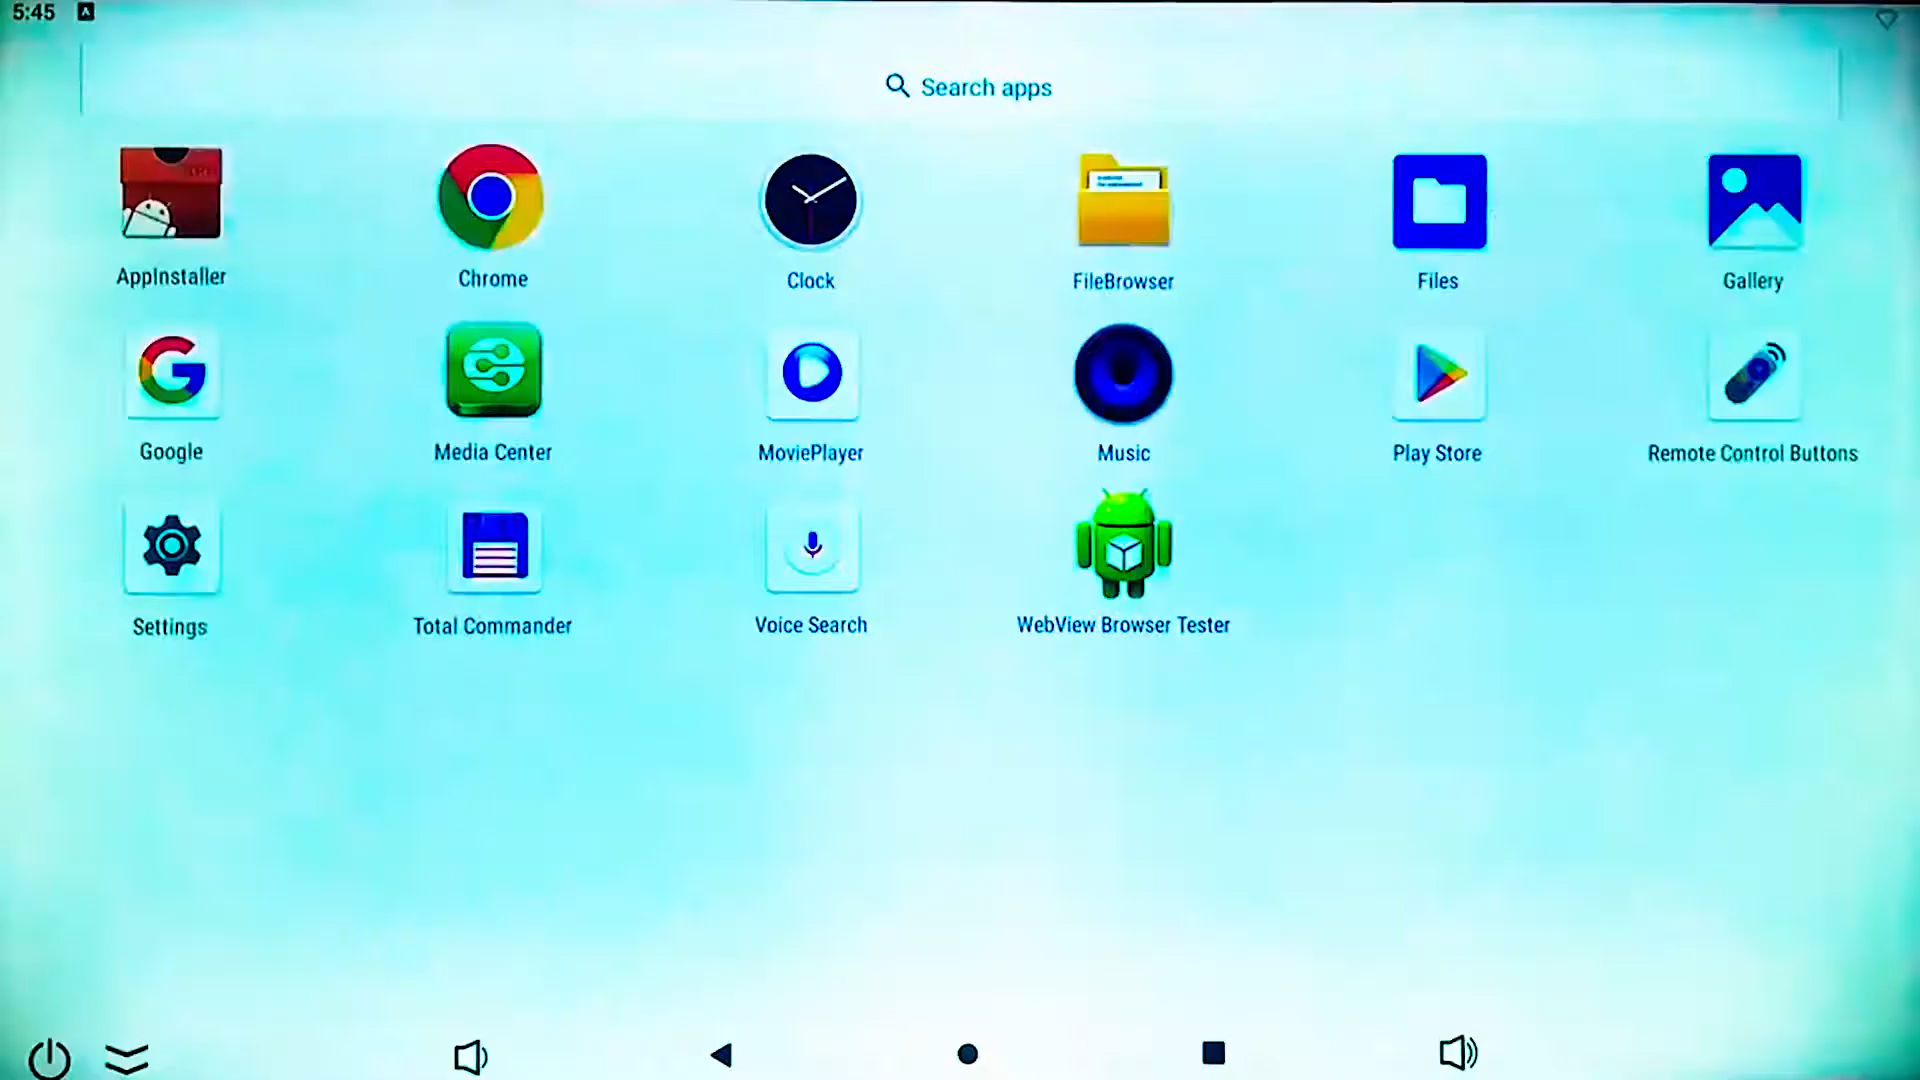 5:45
Search apps
AppInstaller
Chrome
Clock
FileBrowser
Files
Gallery
Google
Media Center
MoviePlayer
Music
Play Store
Remote Control Buttons
Settings
Total Commander
Voice Search
WebView Browser Tester